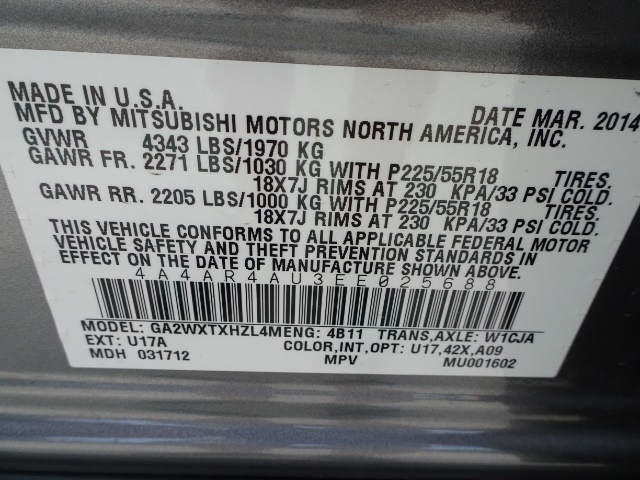 MADE IN U.S.A.
MFD BY MITSUBISHI MOTORS NORTH AMERICA, INC. DATE MAR. 2014
GVWR 4343 LBS/1970 KG
GAWR FR. 2271 LBS/1030 KG WITH P225/55R18 TIRES.
18X7J RIMS AT 230 KPA/33 PSI COLD.
GAWR RR. 2205 LBS/1000 KG WITH P225/55R18 TIRES.
18X7J RIMS AT 230 KPA/33 PSI COLD.
THIS VEHICLE CONFORMS TO ALL APPLICABLE FEDERAL MOTOR
VEHICLE SAFETY AND THEFT PREVENTION STANDARDS IN
EFFECT ON THE DATE OF MANUFACTURE SHOWN ABOVE.
4A4AR4AU3EE025688
MODEL: GA2WXTXHZL4MENG: 4B11 TRANS,AXLE: W1CJA
EXT: U17A COLOR,INT,OPT: U17,42X,A09
MDH 031712 MPV MU001602